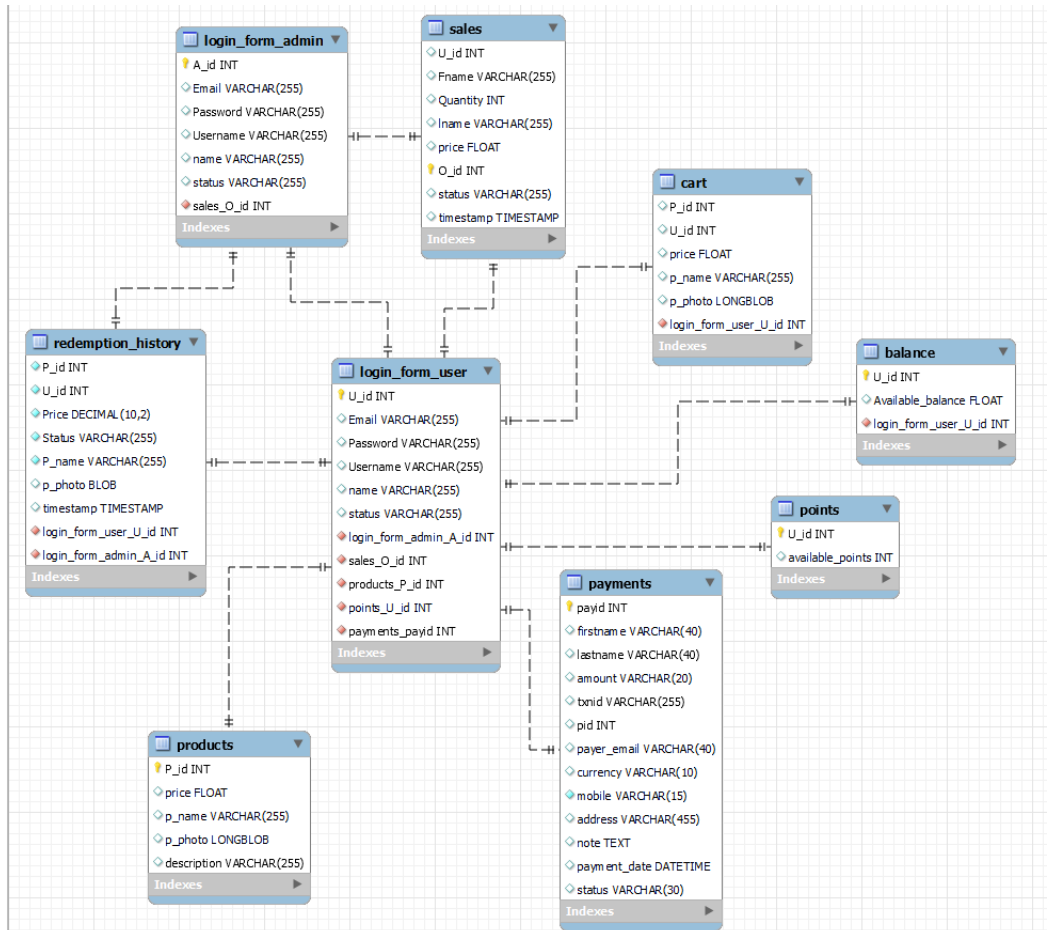 login_form_admin
A_id INT
Email VARCHAR(255)
Password VARCHAR(255)
Username VARCHAR(255)
name VARCHAR(255)
status VARCHAR(255)
sales_O_id INT
Indexes
sales
U_id INT
Fname VARCHAR(255)
Quantity INT
lname VARCHAR(255)
price FLOAT
O_id INT
status VARCHAR(255)
timestamp TIMESTAMP
Indexes
cart
P_id INT
U_id INT
price FLOAT
p_name VARCHAR(255)
p_photo LONGBLOB
login_form_user_U_id INT
Indexes
redemption_history
P_id INT
U_id INT
Price DECIMAL(10,2)
Status VARCHAR(255)
P_name VARCHAR(255)
p_photo BLOB
timestamp TIMESTAMP
login_form_user_U_id INT
login_form_admin_A_id INT
Indexes
login_form_user
U_id INT
Email VARCHAR(255)
Password VARCHAR(255)
Username VARCHAR(255)
name VARCHAR(255)
status VARCHAR(255)
login_form_admin_A_id INT
sales_O_id INT
products_P_id INT
points_U_id INT
payments_payid INT
Indexes
balance
U_id INT
Available_balance FLOAT
login_form_user_U_id INT
Indexes
points
U_id INT
available_points INT
Indexes
payments
payid INT
firstname VARCHAR(40)
lastname VARCHAR(40)
amount VARCHAR(20)
txnid VARCHAR(255)
pid INT
payer_email VARCHAR(40)
currency VARCHAR(10)
mobile VARCHAR(15)
address VARCHAR(455)
note TEXT
payment_date DATETIME
status VARCHAR(30)
Indexes
products
P_id INT
price FLOAT
p_name VARCHAR(255)
p_photo LONGBLOB
description VARCHAR(255)
Indexes